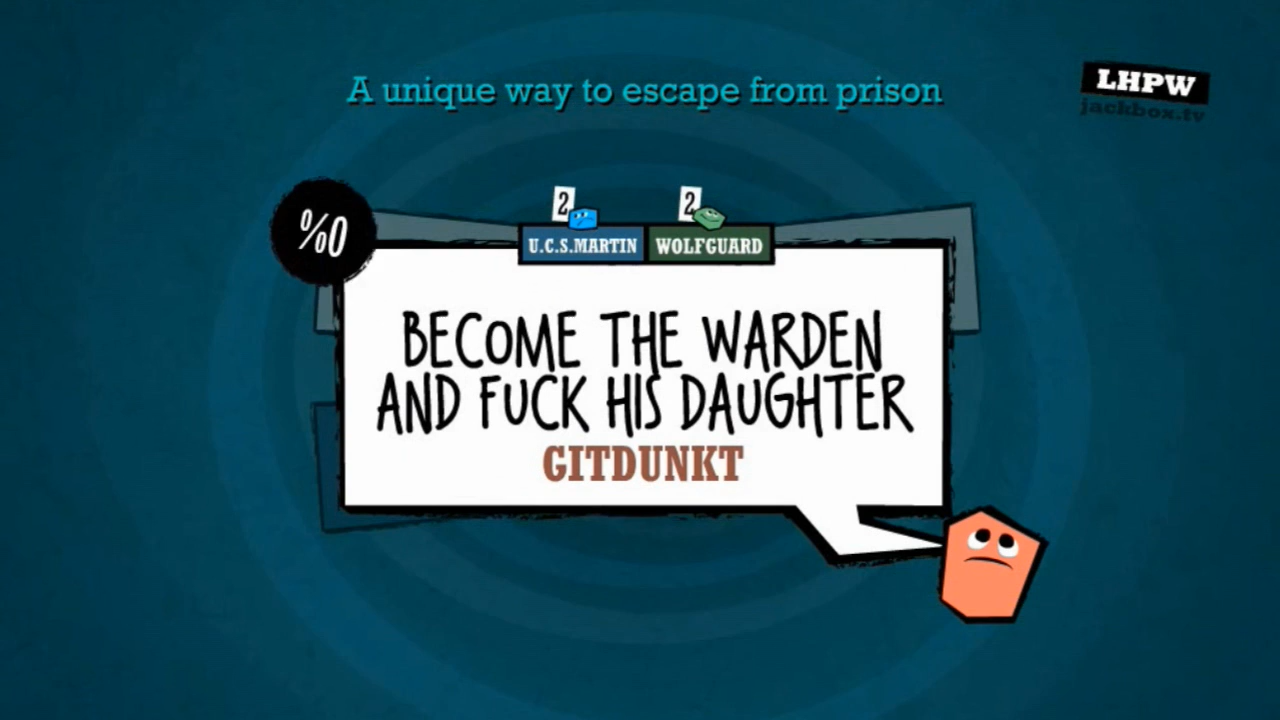 A unique way to escape from prison
LHPW
jackbox.tv
2
2
%0
U.C.S.MARTIN
WOLFGUARD
BECOME THE WARDEN
AND FUCK HIS DAUGHTER
GITDUNKT